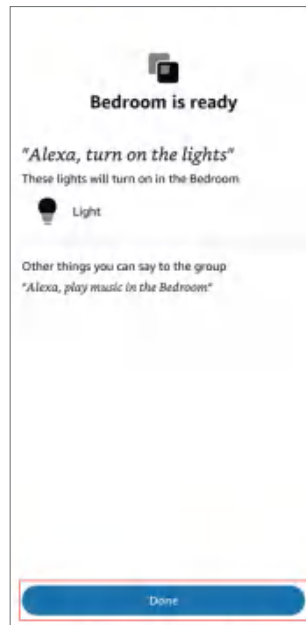 Bedroom is ready
"Alexa, turn on the lights"
These lights will turn on in the Bedroom
Light
Other things you can say to the group
"Alexa, play music in the Bedroom"
Done